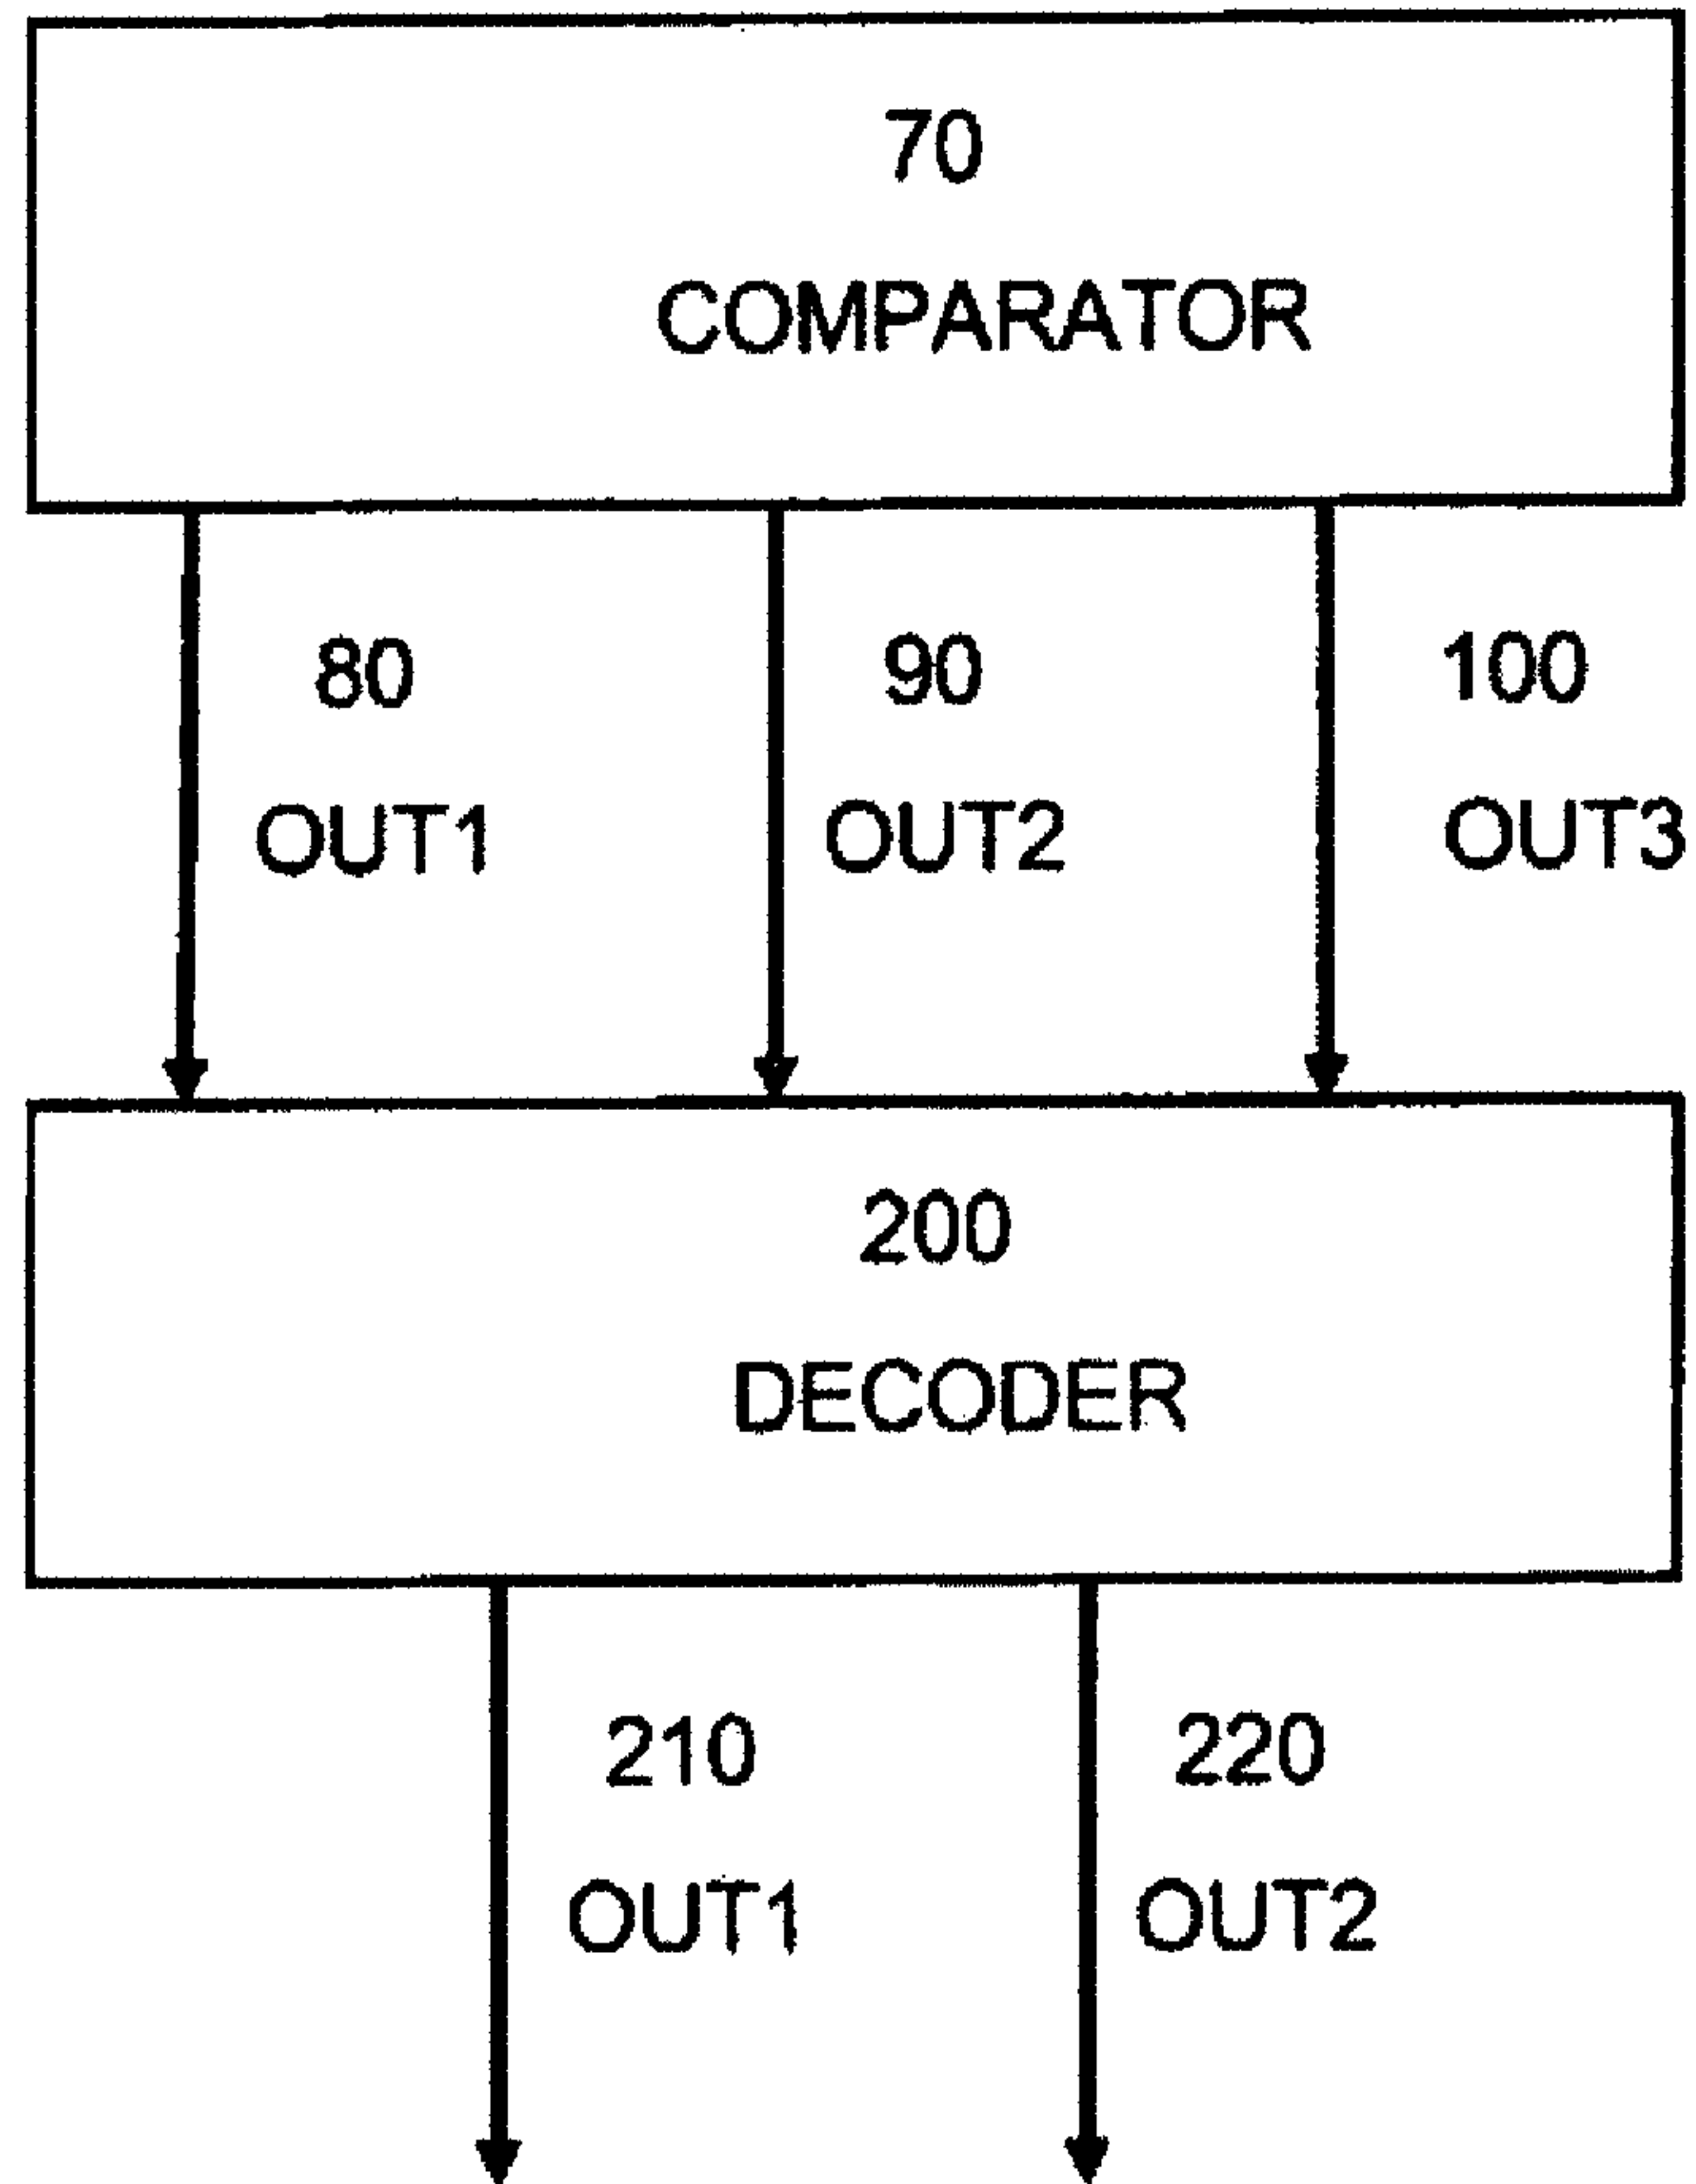 70
COMPARATOR
80
90
100
OUT1
OUT2
OUT3
200
DECODER
210
220
OUT1
OUT2